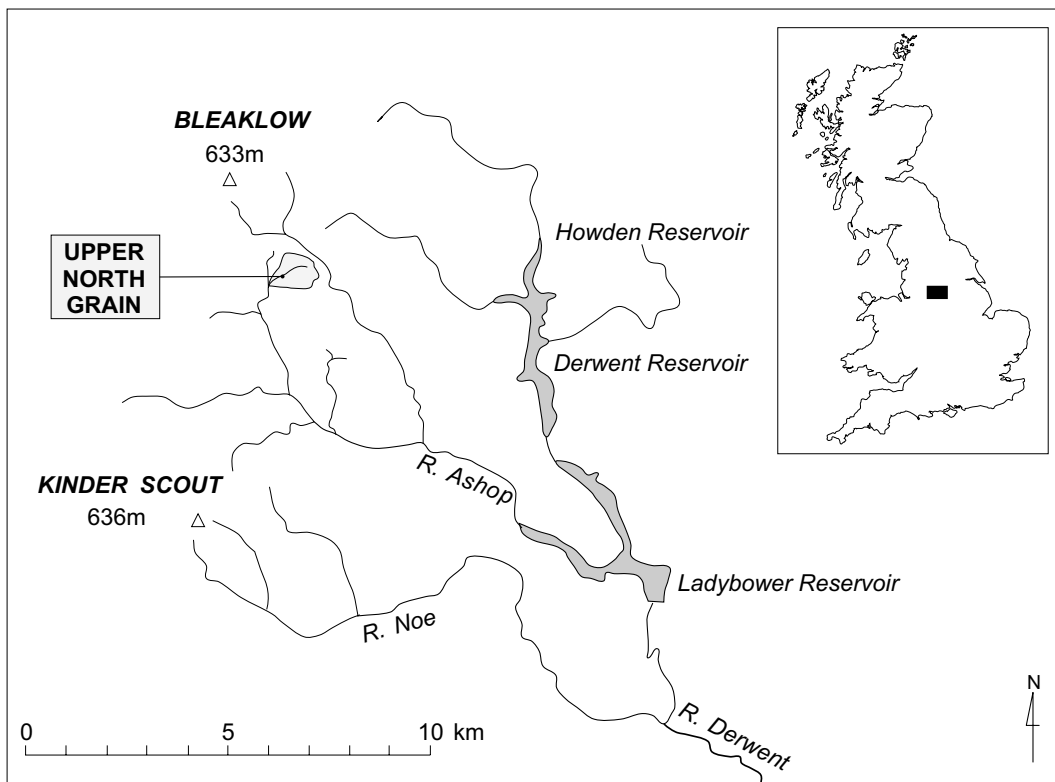 BLEAKLOW
633m
Howden Reservoir
UPPER
NORTH
GRAIN
Derwent Reservoir
R. Ashop
KINDER SCOUT
636m
Ladybower Reservoir
R. Noe
N
R. Derwent
0 5 10 km